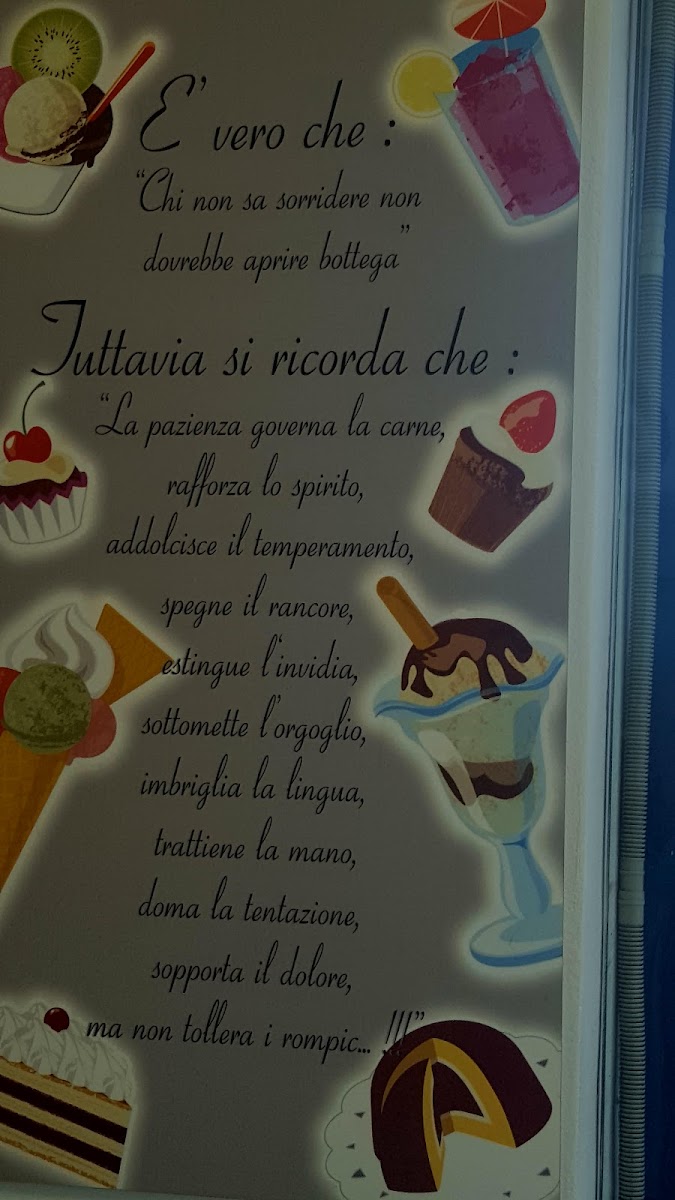 E' vero che :
“Chi non sa sorridere non
dovrebbe aprire bottega”
Tuttavia si ricorda che :
“La pazienza governa la carne,
rafforza lo spirito,
addolcisce il temperamento,
spegne il rancore,
estingue l'invidia,
sottomette l'orgoglio,
imbriglia la lingua,
trattiene la mano,
doma la tentazione,
sopporta il dolore,
ma non tollera i rompic... !!!”